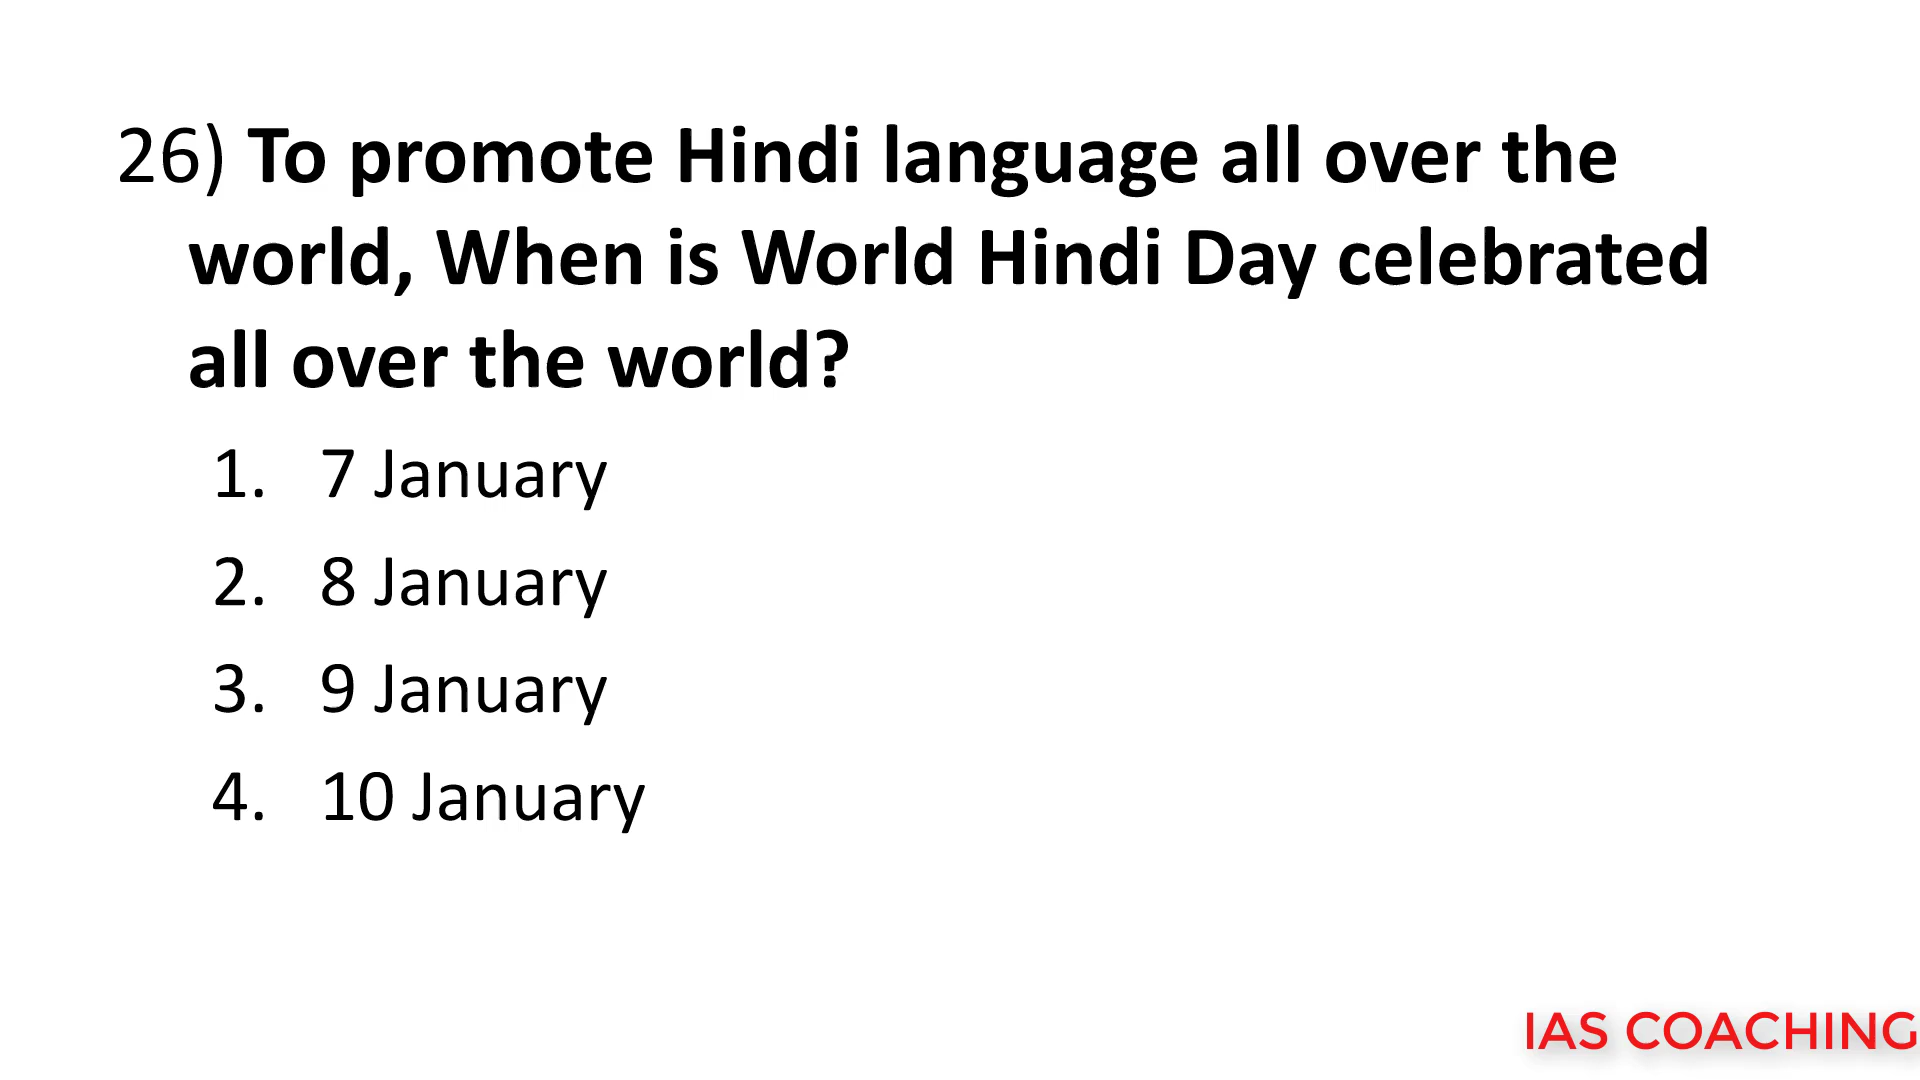 26) To promote Hindi language all over the
world, When is World Hindi Day celebrated
all over the world?
1. 7 January
2. 8 January
3. 9 January
4. 10 January
IAS COACHING